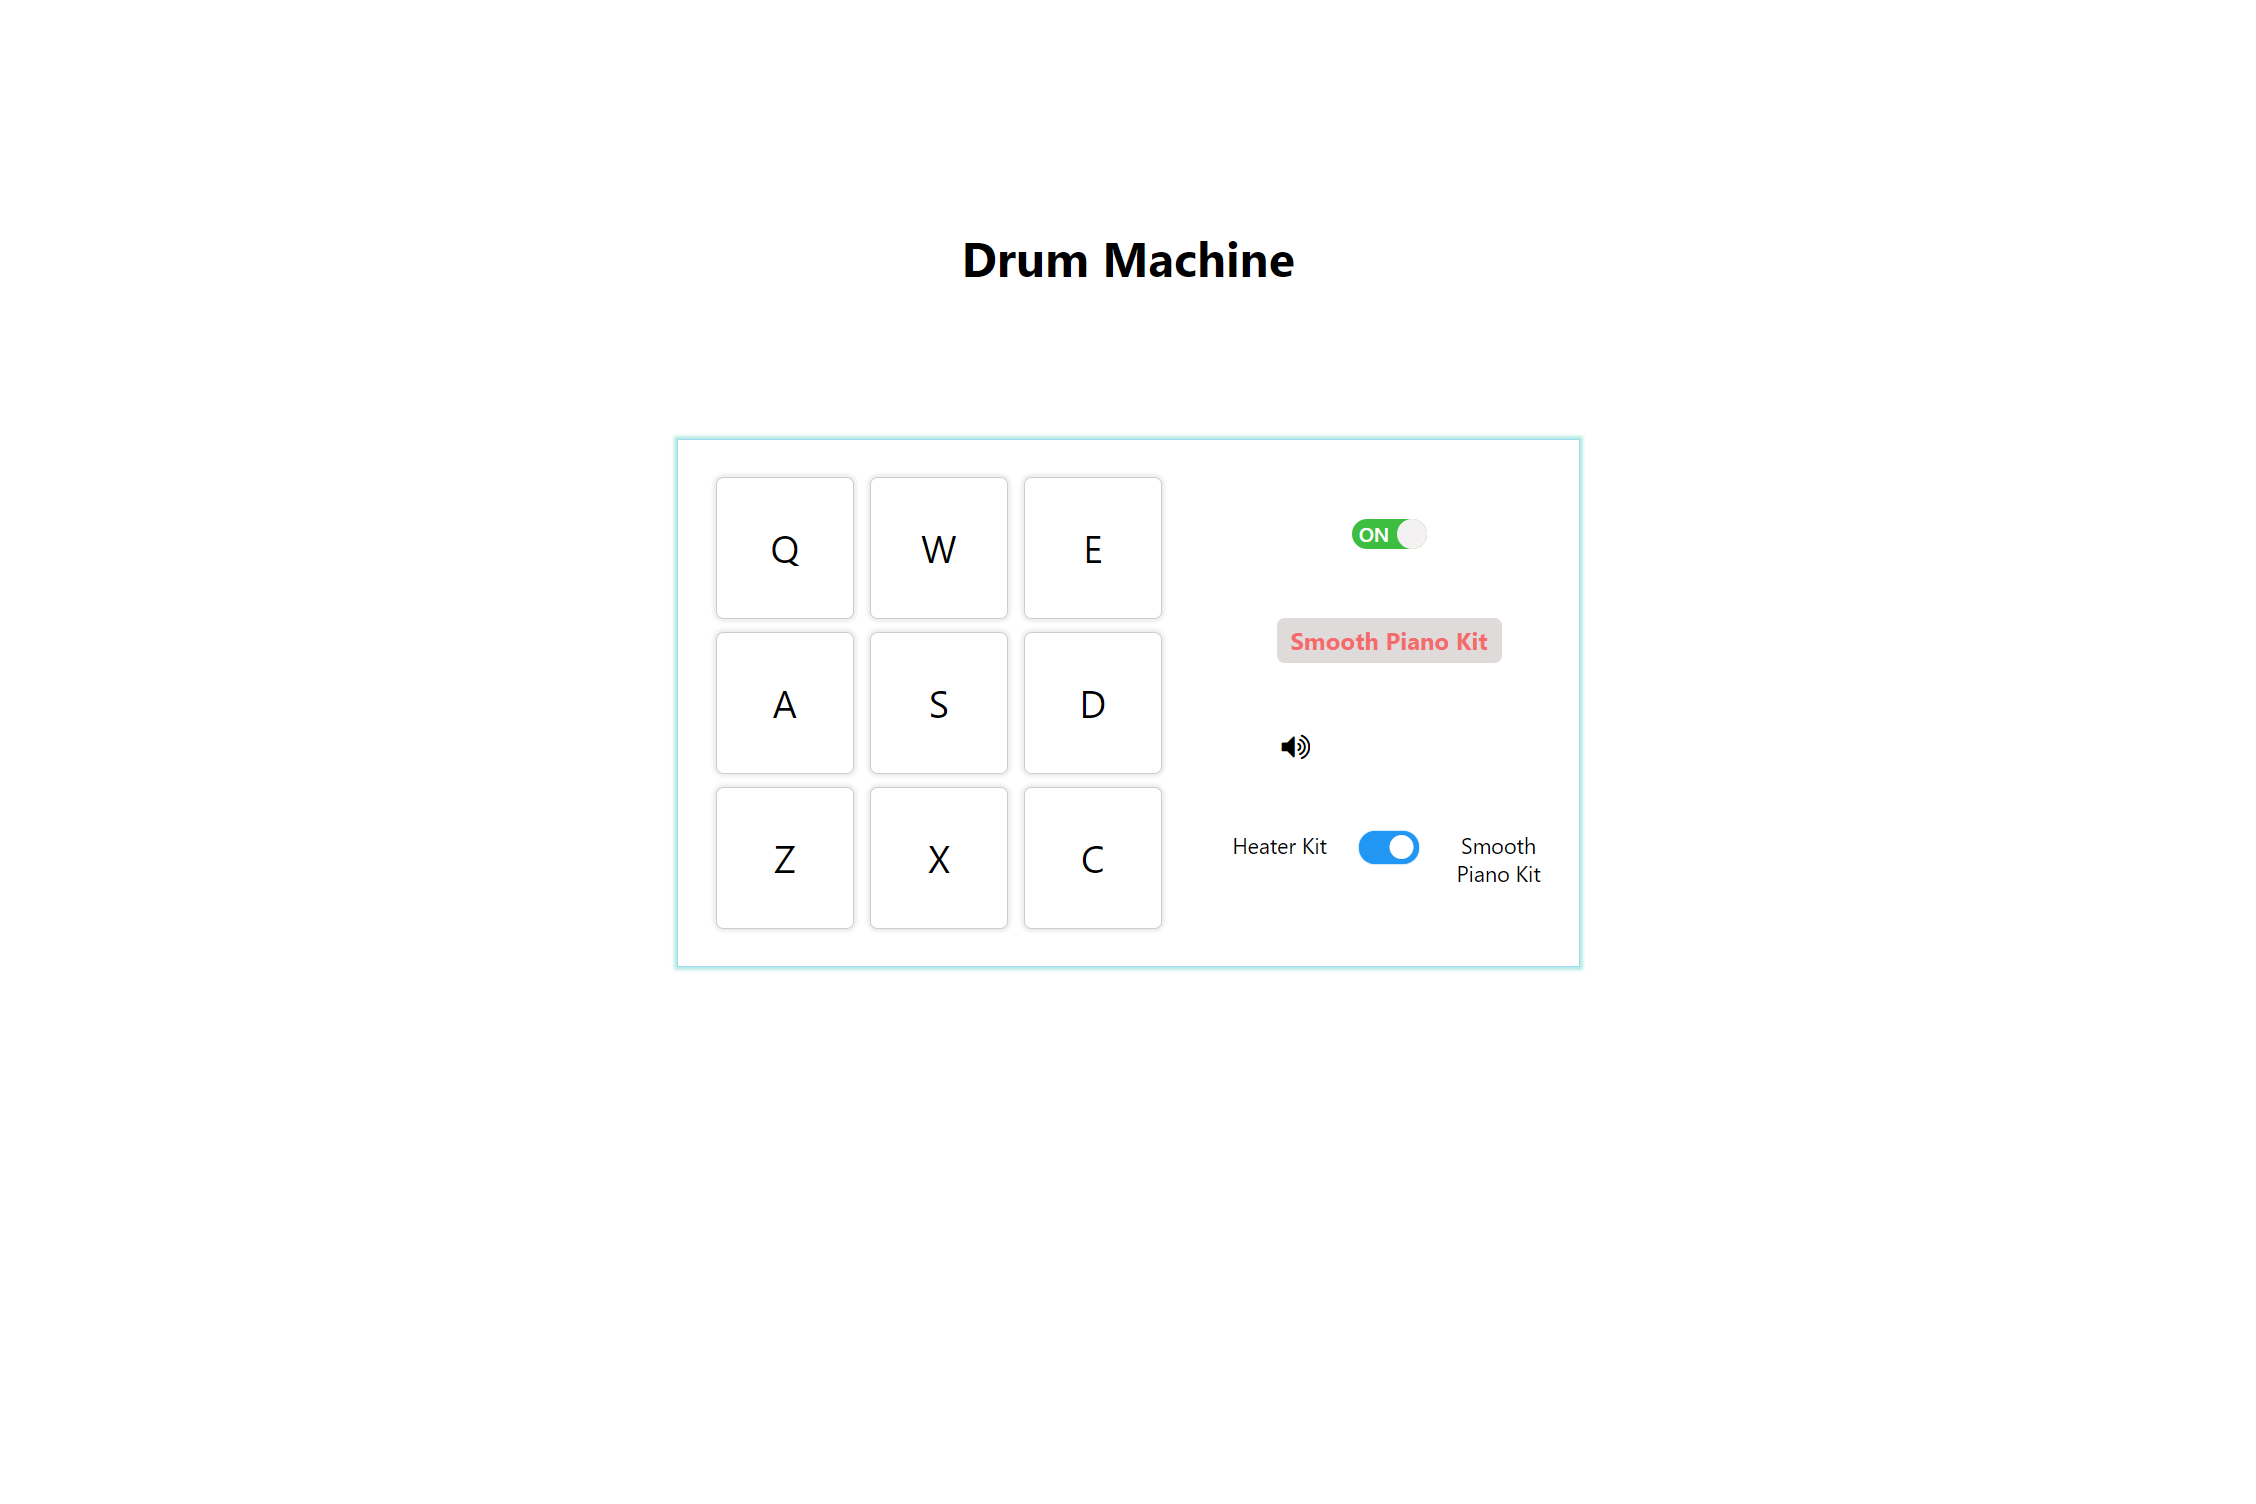 Drum Machine
Q W E
A S D
Z X C
ON
Smooth Piano Kit
Heater Kit
Smooth
Piano Kit